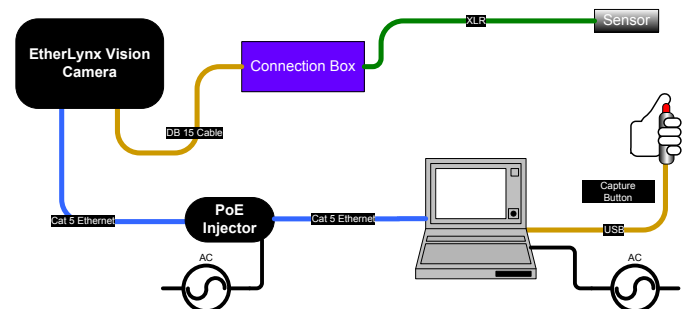 XLR
Sensor
EtherLynx Vision
Camera
Connection Box
DB 15 Cable
Capture
Button
PoE
Injector
Cat 5 Ethernet
Cat 5 Ethernet
USB
AC
AC